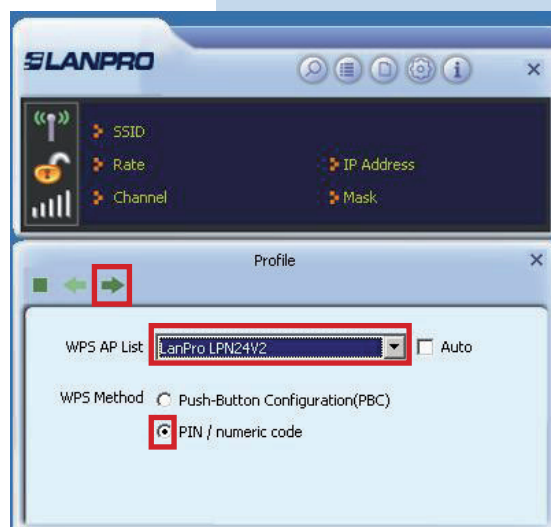 SLANPRO
SSID
Rate
IP Address
Channel
Mask
Profile
WPS AP List
LanPro LPN24V2
Auto
WPS Method
Push-Button Configuration(PBC)
PIN / numeric code